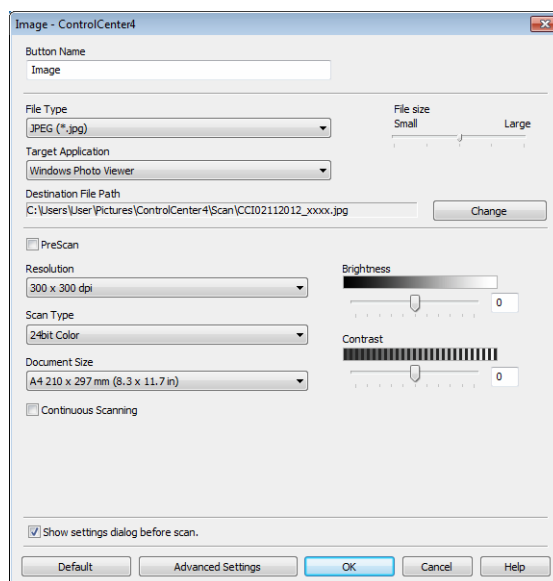 Image - ControlCenter4
Button Name
Image
File Type
JPEG (*.jpg)
File size
Small Large
Target Application
Windows Photo Viewer
Destination File Path
C:\Users\User\Pictures\ControlCenter4\Scan\CCI02112012_xxxx.jpg
Change
PreScan
Resolution
300 x 300 dpi
Brightness
0
Scan Type
24bit Color
Contrast
0
Document Size
A4 210 x 297 mm (8.3 x 11.7 in)
Continuous Scanning
Show settings dialog before scan.
Default Advanced Settings OK Cancel Help